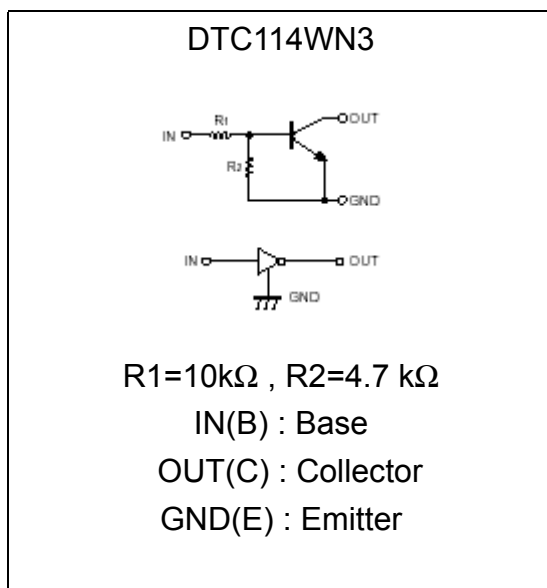 DTC114WN3
R1
OUT
IN
R2
GND
IN
OUT
GND
R1=10kΩ , R2=4.7 kΩ
IN(B) : Base
OUT(C) : Collector
GND(E) : Emitter